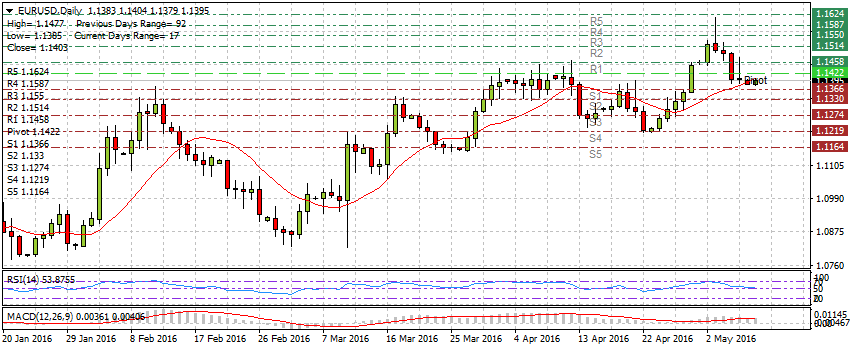 EURUSD,Daily 1.1383 1.1404 1.1379 1.1395
High= 1.1477 Previous Days Range= 92
Low= 1.1385 Current Days Range= 17
Close= 1.1403
R5 1.1624
R4 1.1587
R3 1.155
R2 1.1514
R1 1.1458
Pivot 1.1422
S1 1.1366
S2 1.133
S3 1.1274
S4 1.1219
S5 1.1164
R5
R4
R3
R2
R1
Pivot
S1
S2
S3
S4
S5
1.1624
1.1587
1.1550
1.1514
1.1458
1.1422
1.1395
1.1366
1.1330
1.1274
1.1219
1.1164
1.1105
1.0990
1.0875
1.0760
RSI(14) 53.8755
100
50
20
MACD(12,26,9) 0.00361 0.00406
0.01145
20 Jan 2016 29 Jan 2016 8 Feb 2016 17 Feb 2016 26 Feb 2016 7 Mar 2016 16 Mar 2016 25 Mar 2016 4 Apr 2016 13 Apr 2016 22 Apr 2016 2 May 2016